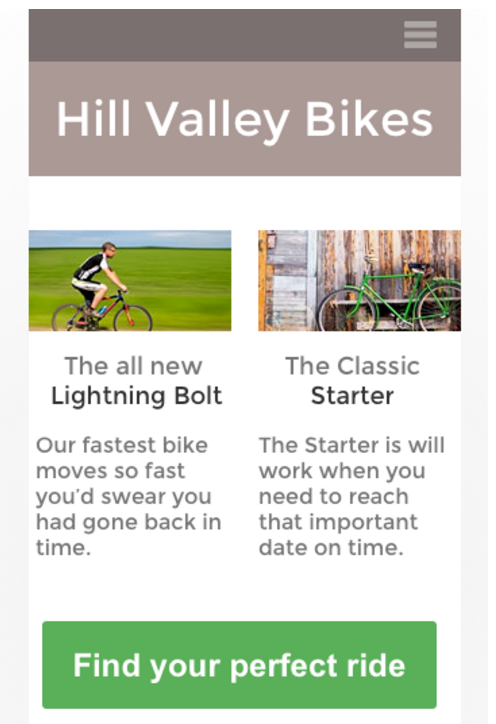 Hill Valley Bikes
The all new
Lightning Bolt
Our fastest bike
moves so fast
you'd swear you
had gone back in
time.
The Classic
Starter
The Starter is will
work when you
need to reach
that important
date on time.
Find your perfect ride